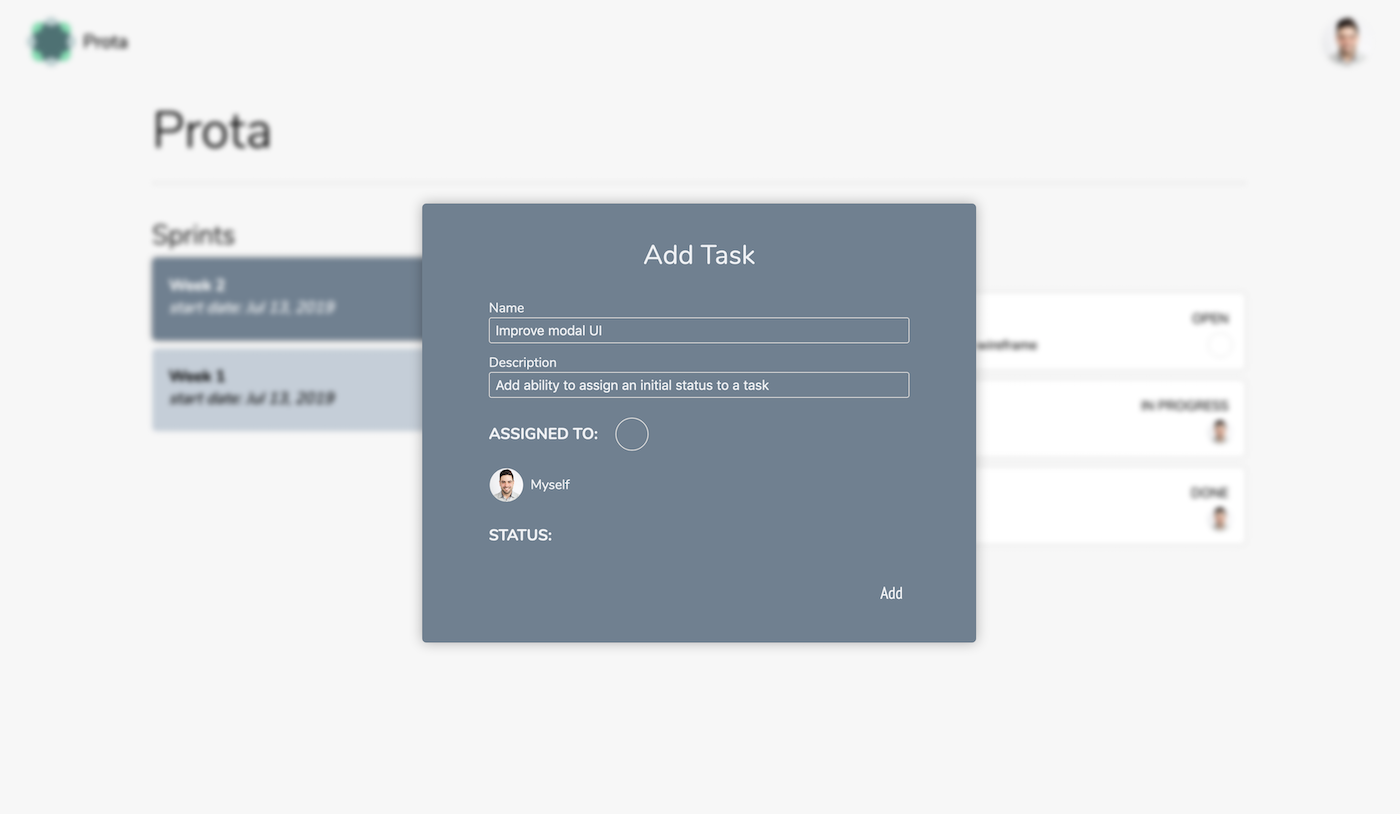 Prota
Prota
Sprints
Week 2
start date: Jul 13, 2019
Week 1
start date: Jul 13, 2019
Add Task
Name
Improve modal UI
Description
Add ability to assign an initial status to a task
ASSIGNED TO:
Myself
STATUS:
Add
OPEN
wireframe
IN PROGRESS
DONE